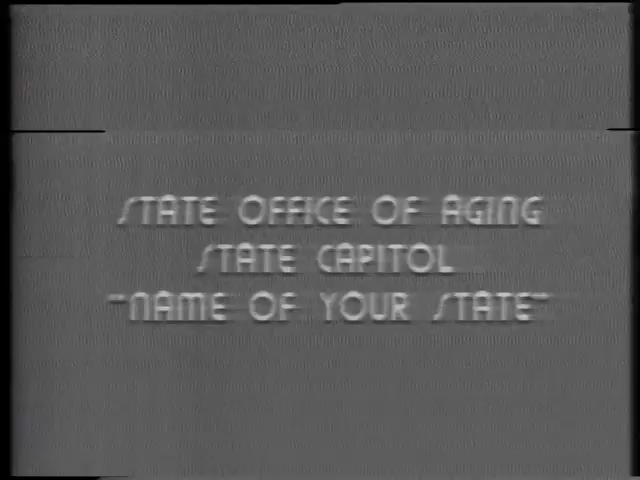 STATE OFFICE OF AGING
STATE CAPITOL
"NAME OF YOUR STATE"